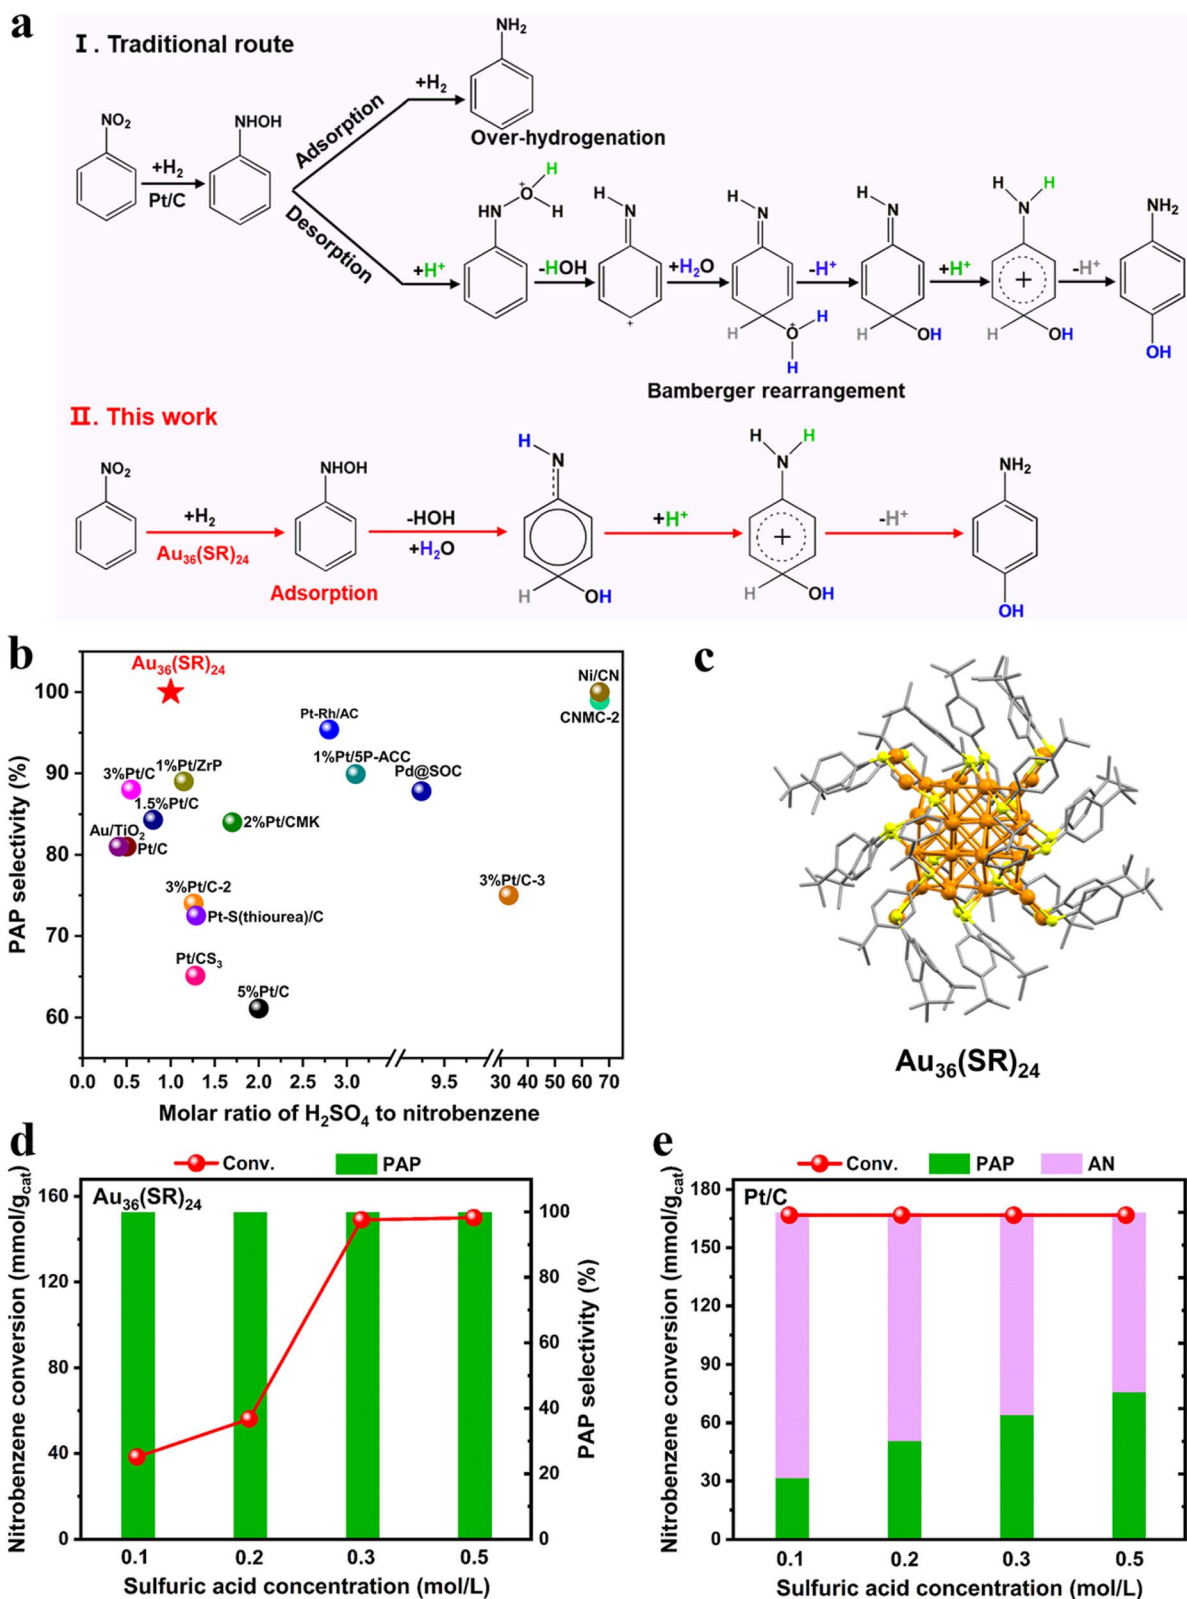 a
I. Traditional route
NH₂
+H₂
Adsorption
Over-hydrogenation
NO₂
+H₂
Pt/C
NHOH
Desorption
+H⁺
HN
O⁺
H
H
-HOH
H
N
+
+H₂O
H
N
H
O⁺
H
H
-H⁺
H
N
H
OH
+H⁺
H
H
N
+
H
OH
-H⁺
NH₂
OH
Bamberger rearrangement
II. This work
NO₂
+H₂
Au₃₆(SR)₂₄
NHOH
Adsorption
-HOH
+H₂O
H
N
H
OH
+H⁺
H
H
N
+
H
OH
-H⁺
NH₂
OH
b
PAP selectivity (%)
100
90
80
70
60
Au₃₆(SR)₂₄
Ni/CN
CNMC-2
Pt-Rh/AC
3%Pt/C
1%Pt/ZrP
1%Pt/5P-ACC
Pd@SOC
1.5%Pt/C
2%Pt/CMK
Au/TiO₂
Pt/C
3%Pt/C-2
3%Pt/C-3
Pt-S(thiourea)/C
Pt/CS₃
5%Pt/C
0.0 0.5 1.0 1.5 2.0 3.0 9.5 30 40 50 60 70
Molar ratio of H₂SO₄ to nitrobenzene
c
Au₃₆(SR)₂₄
d
Conv. PAP
Au₃₆(SR)₂₄
Nitrobenzene conversion (mmol/g_cat)
160
120
80
40
0
100
80
60
40
20
0
PAP selectivity (%)
0.1 0.2 0.3 0.5
Sulfuric acid concentration (mol/L)
e
Conv. PAP AN
Pt/C
Nitrobenzene conversion (mmol/g_cat)
180
150
120
90
60
30
0
0.1 0.2 0.3 0.5
Sulfuric acid concentration (mol/L)